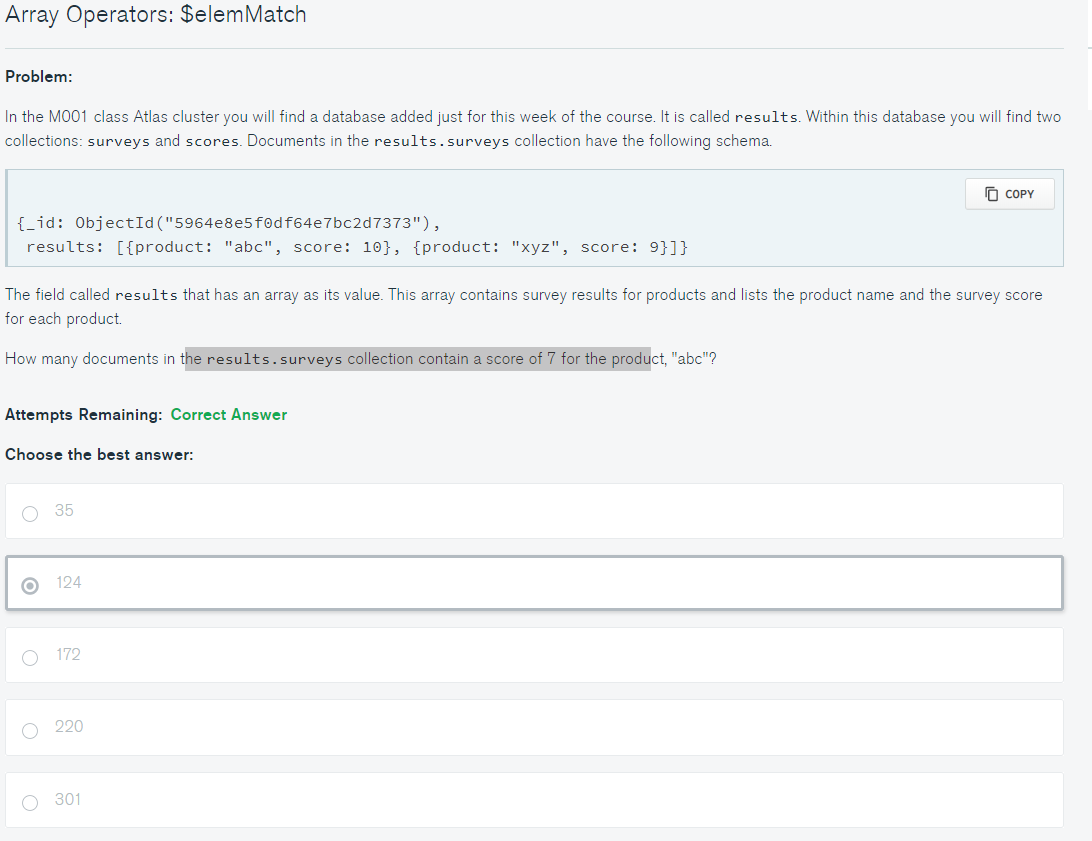 Array Operators: $elemMatch
Problem:
In the M001 class Atlas cluster you will find a database added just for this week of the course. It is called results. Within this database you will find two
collections: surveys and scores. Documents in the results.surveys collection have the following schema.
COPY
{_id: ObjectId("5964e8e5f0df64e7bc2d7373"),
results: [{product: "abc", score: 10}, {product: "xyz", score: 9}]}
The field called results that has an array as its value. This array contains survey results for products and lists the product name and the survey score
for each product.
How many documents in the results.surveys collection contain a score of 7 for the product, "abc"?
Attempts Remaining: Correct Answer
Choose the best answer:
35
124
172
220
301